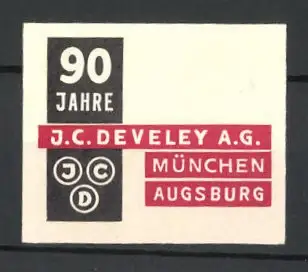 90
JAHRE
J.C. DEVELEY A.G.
J C
D
MÜNCHEN
AUGSBURG